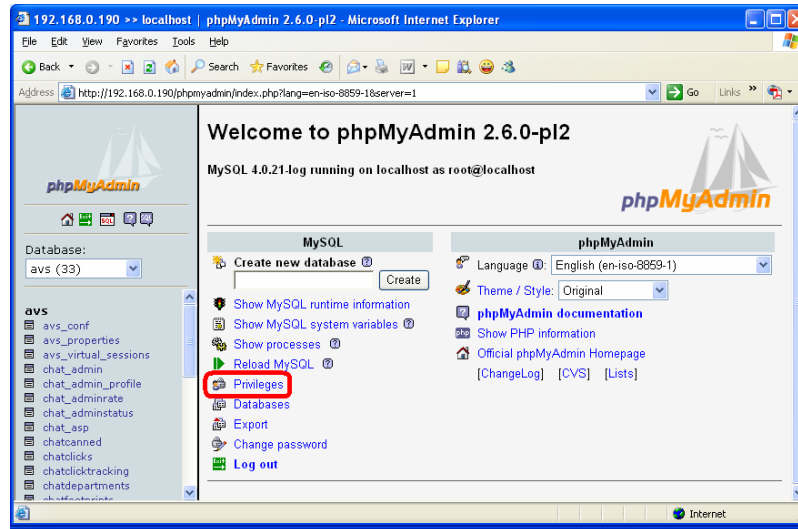 192.168.0.190 >> localhost | phpMyAdmin 2.6.0-pl2 - Microsoft Internet Explorer
File Edit View Favorites Tools Help
Back Search Favorites
Address http://192.168.0.190/phpmyadmin/index.php?lang=en-iso-8859-1&server=1 Go Links »
phpMyAdmin
SQL
Database:
avs (33)
avs
avs_conf
avs_properties
avs_virtual_sessions
chat_admin
chat_admin_profile
chat_adminrate
chat_adminstatus
chat_asp
chatcanned
chatclicks
chatclicktracking
chatdepartments
chatfootprints
Welcome to phpMyAdmin 2.6.0-pl2
MySQL 4.0.21-log running on localhost as root@localhost
phpMyAdmin
MySQL
Create new database
Create
Show MySQL runtime information
Show MySQL system variables
Show processes
Reload MySQL
Privileges
Databases
Export
Change password
Log out
phpMyAdmin
Language : English (en-iso-8859-1)
Theme / Style: Original
phpMyAdmin documentation
php Show PHP information
Official phpMyAdmin Homepage
[ChangeLog] [CVS] [Lists]
Internet